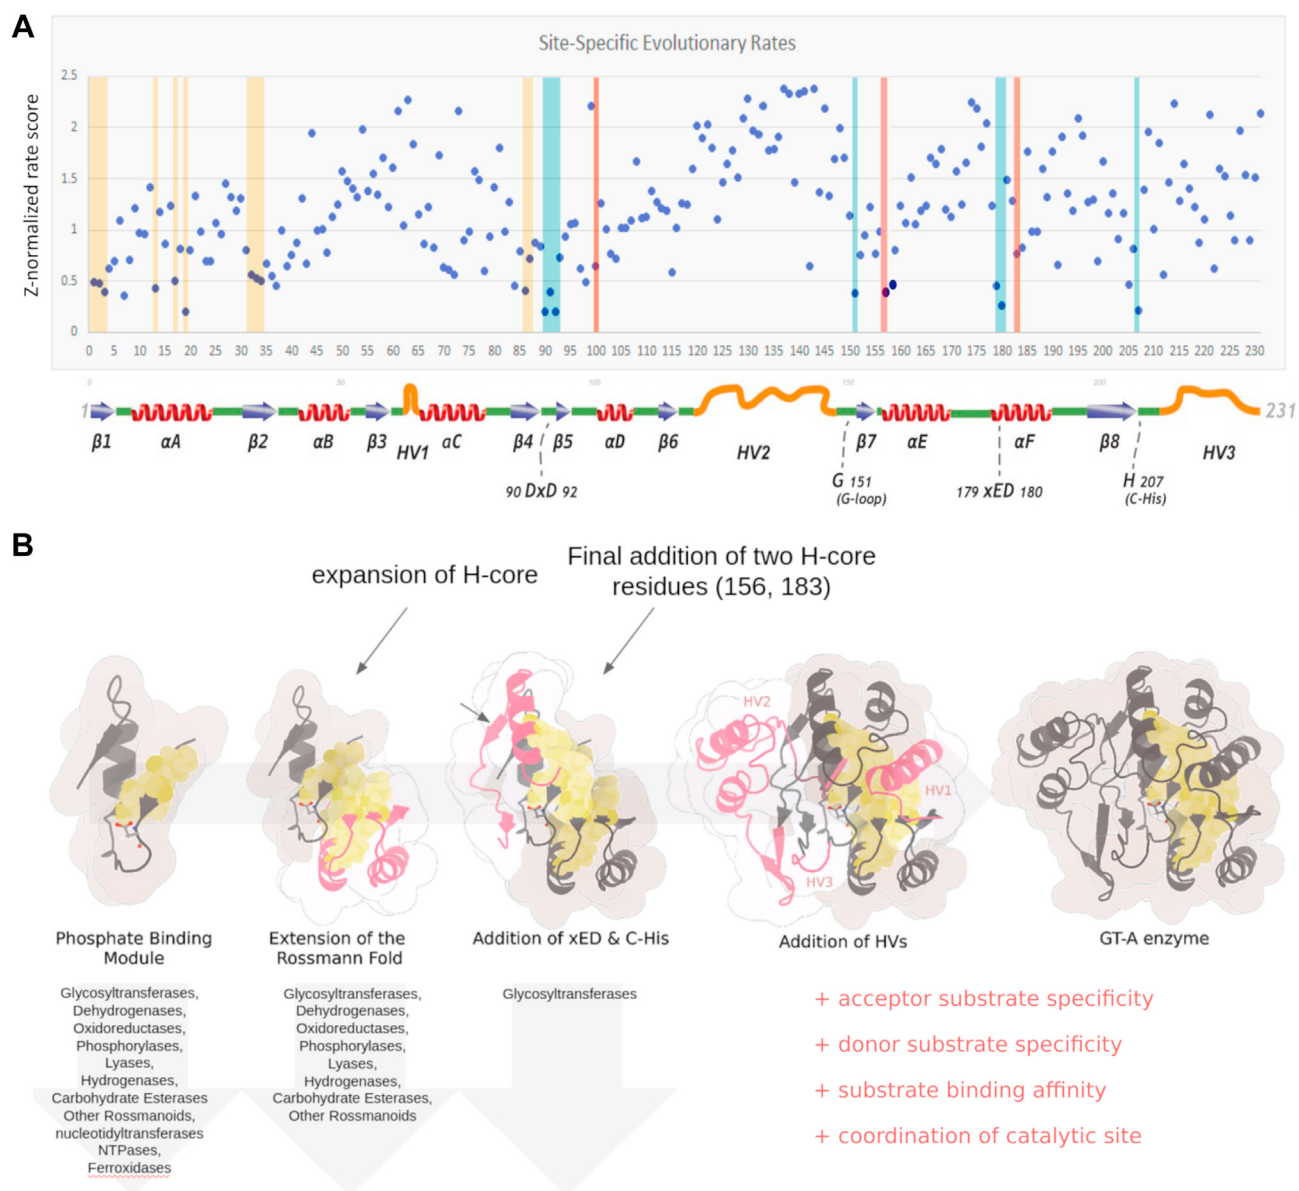 A
Site-Specific Evolutionary Rates
Z-normalized rate score
2.5
2
1.5
1
0.5
0
0 5 10 15 20 25 30 35 40 45 50 55 60 65 70 75 80 85 90 95 100 105 110 115 120 125 130 135 140 145 150 155 160 165 170 175 180 185 190 195 200 205 210 215 220 225 230
0 50 100 150 200
1 231
β1 αA β2 αB β3 HV1 αC β4 β5 αD β6 HV2 β7 αE αF β8 HV3
90 DxD 92 G 151 179 xED 180 H 207
(G-loop) (C-His)
B
expansion of H-core
Final addition of two H-core
residues (156, 183)
HV2
HV1
HV3
Phosphate Binding
Module
Extension of the
Rossmann Fold
Addition of xED & C-His
Addition of HVs
GT-A enzyme
Glycosyltransferases,
Dehydrogenases,
Oxidoreductases,
Phosphorylases,
Lyases,
Hydrogenases,
Carbohydrate Esterases
Other Rossmanoids,
nucleotidyltransferases
NTPases,
Ferroxidases
Glycosyltransferases,
Dehydrogenases,
Oxidoreductases,
Phosphorylases,
Lyases,
Hydrogenases,
Carbohydrate Esterases,
Other Rossmanoids
Glycosyltransferases
+ acceptor substrate specificity
+ donor substrate specificity
+ substrate binding affinity
+ coordination of catalytic site